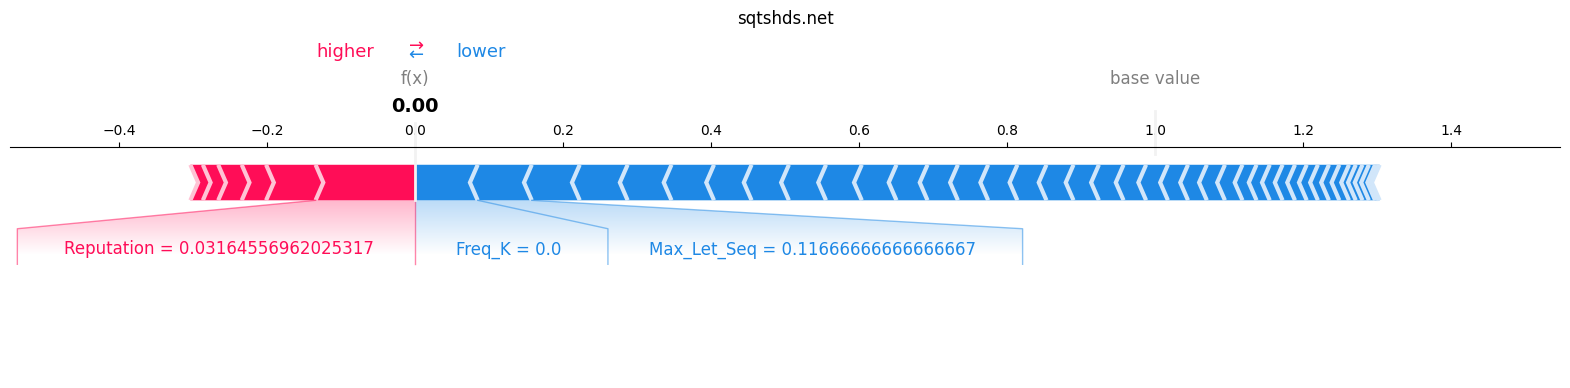 sqtshds.net
higher ⇄ lower
f(x) base value
0.00
−0.4 −0.2 0.0 0.2 0.4 0.6 0.8 1.0 1.2 1.4
Reputation = 0.03164556962025317 Freq_K = 0.0 Max_Let_Seq = 0.11666666666666667